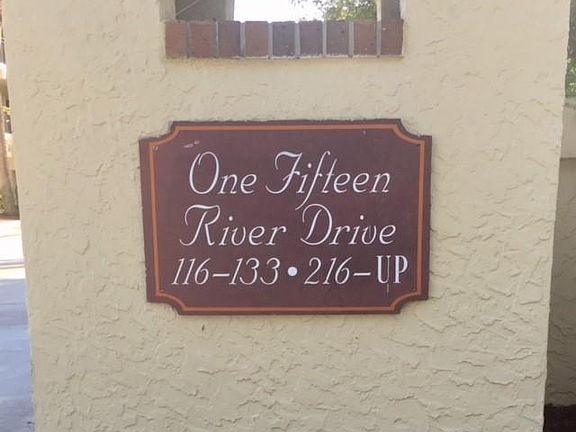 One Fifteen
River Drive
116-133 • 216-UP